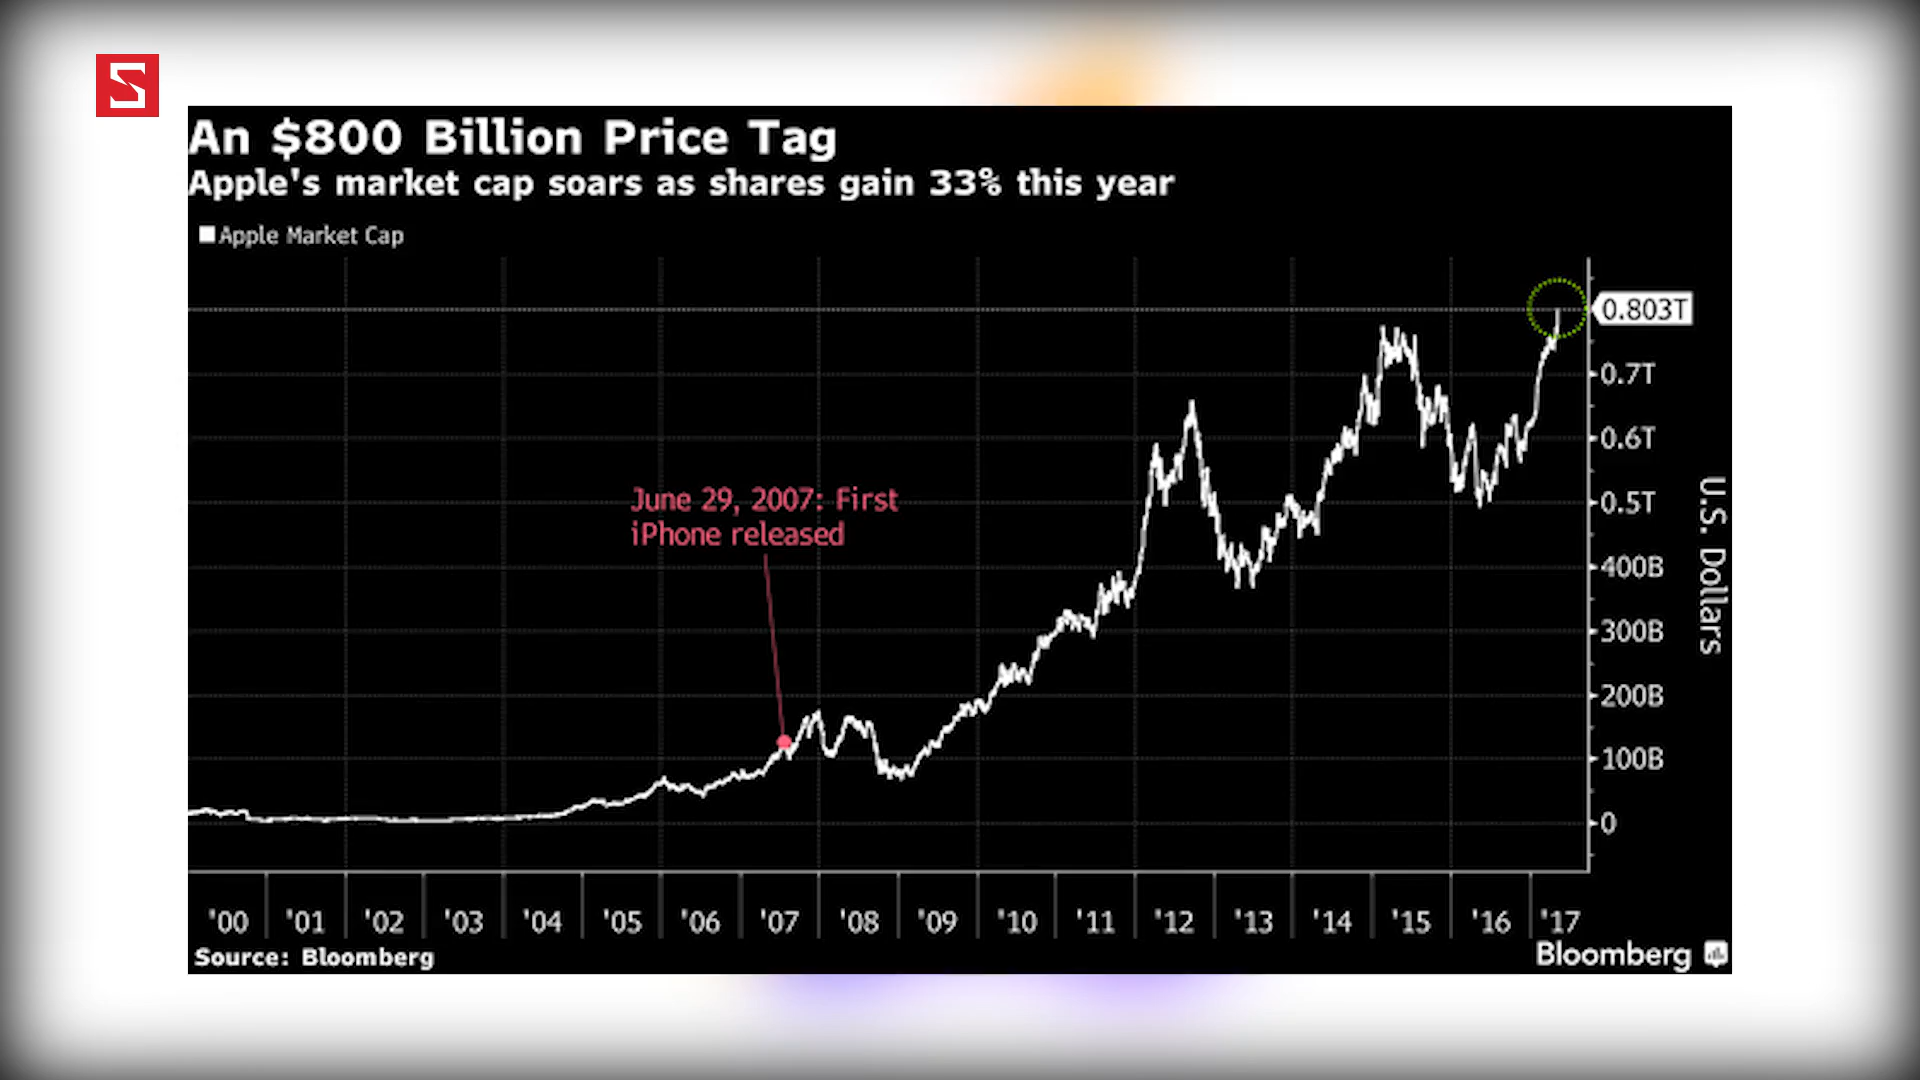 S
An $800 Billion Price Tag
Apple's market cap soars as shares gain 33% this year
Apple Market Cap
0.803T
0.7T
0.6T
0.5T
400B
300B
200B
100B
0
U.S. Dollars
June 29, 2007: First
iPhone released
'00 '01 '02 '03 '04 '05 '06 '07 '08 '09 '10 '11 '12 '13 '14 '15 '16 '17
Source: Bloomberg
Bloomberg